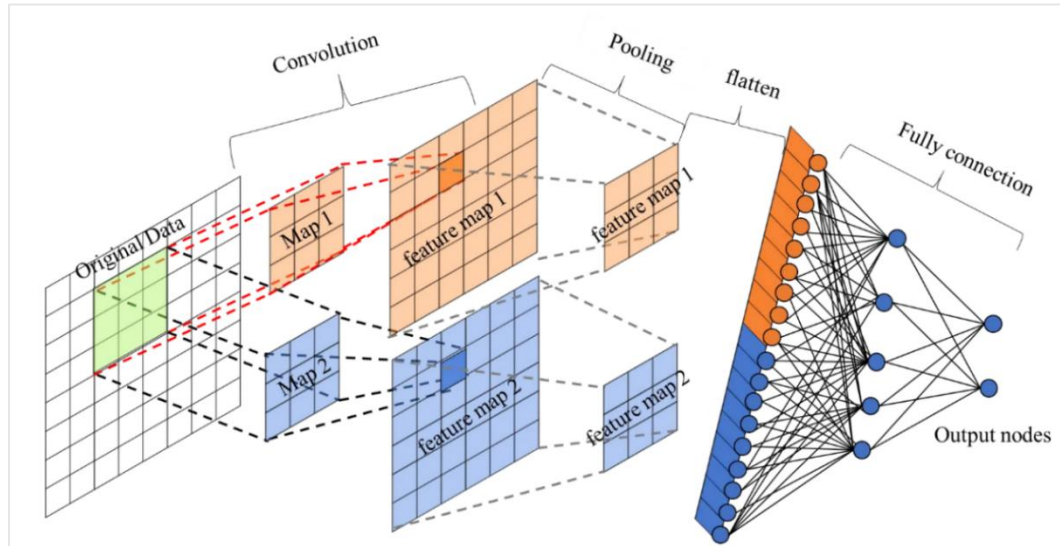 Convolution
Pooling
flatten
Fully connection
Original/Data
Map 1
feature map 1
feature map 1
Map 2
feature map 2
feature map 2
Output nodes